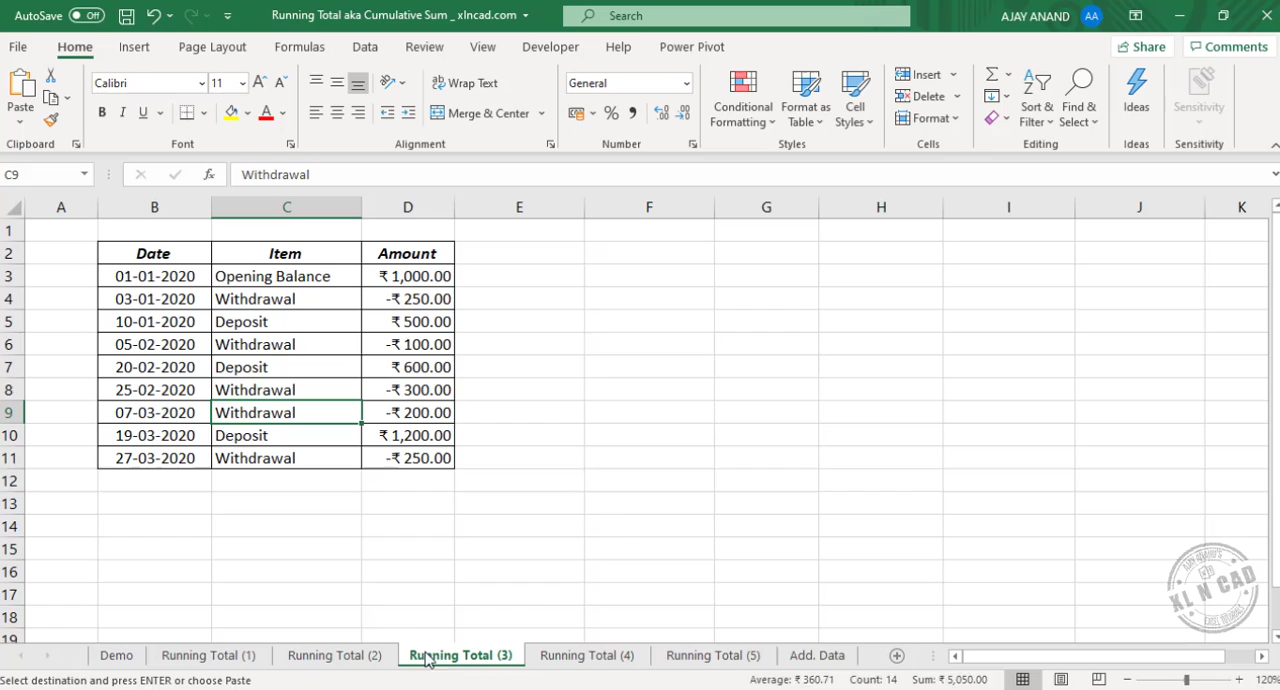 AutoSave Off Running Total aka Cumulative Sum _ xlncad.com Search AJAY ANAND AA
File Home Insert Page Layout Formulas Data Review View Developer Help Power Pivot Share Comments
Paste Calibri 11 Wrap Text General Conditional Formatting Format as Table Cell Styles Insert Delete Format Sort & Filter Find & Select Ideas Sensitivity
B I U Merge & Center
Clipboard Font Alignment Number Styles Cells Editing Ideas Sensitivity
C9 fx Withdrawal
A B C D E F G H I J K
1
2 Date Item Amount
3 01-01-2020 Opening Balance ₹ 1,000.00
4 03-01-2020 Withdrawal -₹ 250.00
5 10-01-2020 Deposit ₹ 500.00
6 05-02-2020 Withdrawal -₹ 100.00
7 20-02-2020 Deposit ₹ 600.00
8 25-02-2020 Withdrawal -₹ 300.00
9 07-03-2020 Withdrawal -₹ 200.00
10 19-03-2020 Deposit ₹ 1,200.00
11 27-03-2020 Withdrawal -₹ 250.00
12
13
14
15
16
17
18
19
AJAY ANAND'S
XL N CAD
EXCEL TUTORIALS
Demo Running Total (1) Running Total (2) Running Total (3) Running Total (4) Running Total (5) Add. Data
Select destination and press ENTER or choose Paste Average: ₹ 360.71 Count: 14 Sum: ₹ 5,050.00 120%